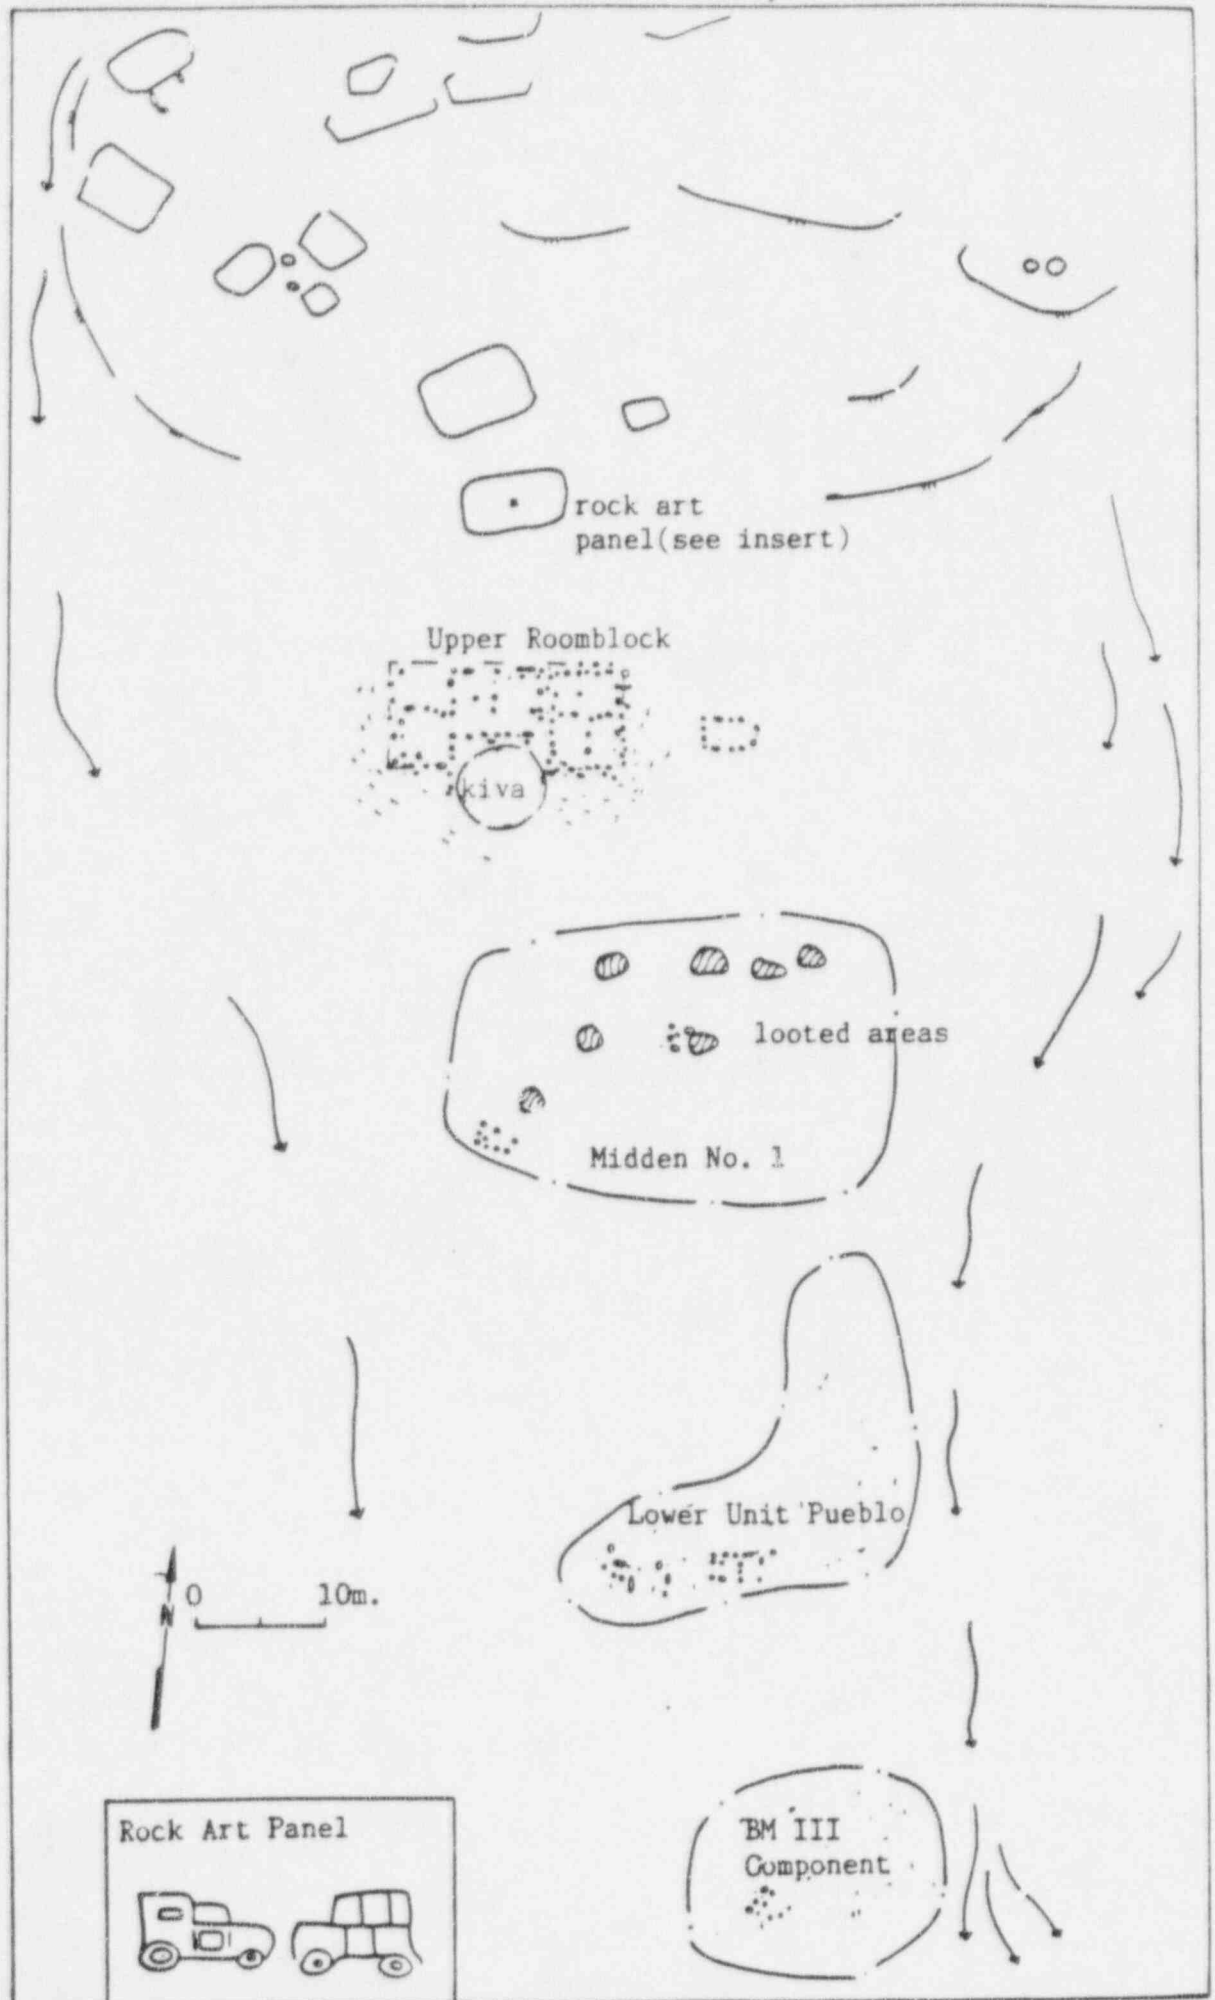 rock art
panel(see insert)
Upper Roomblock
kiva
looted areas
Midden No. 1
Lower Unit Pueblo
0 10m.
N
BM III
Component
Rock Art Panel